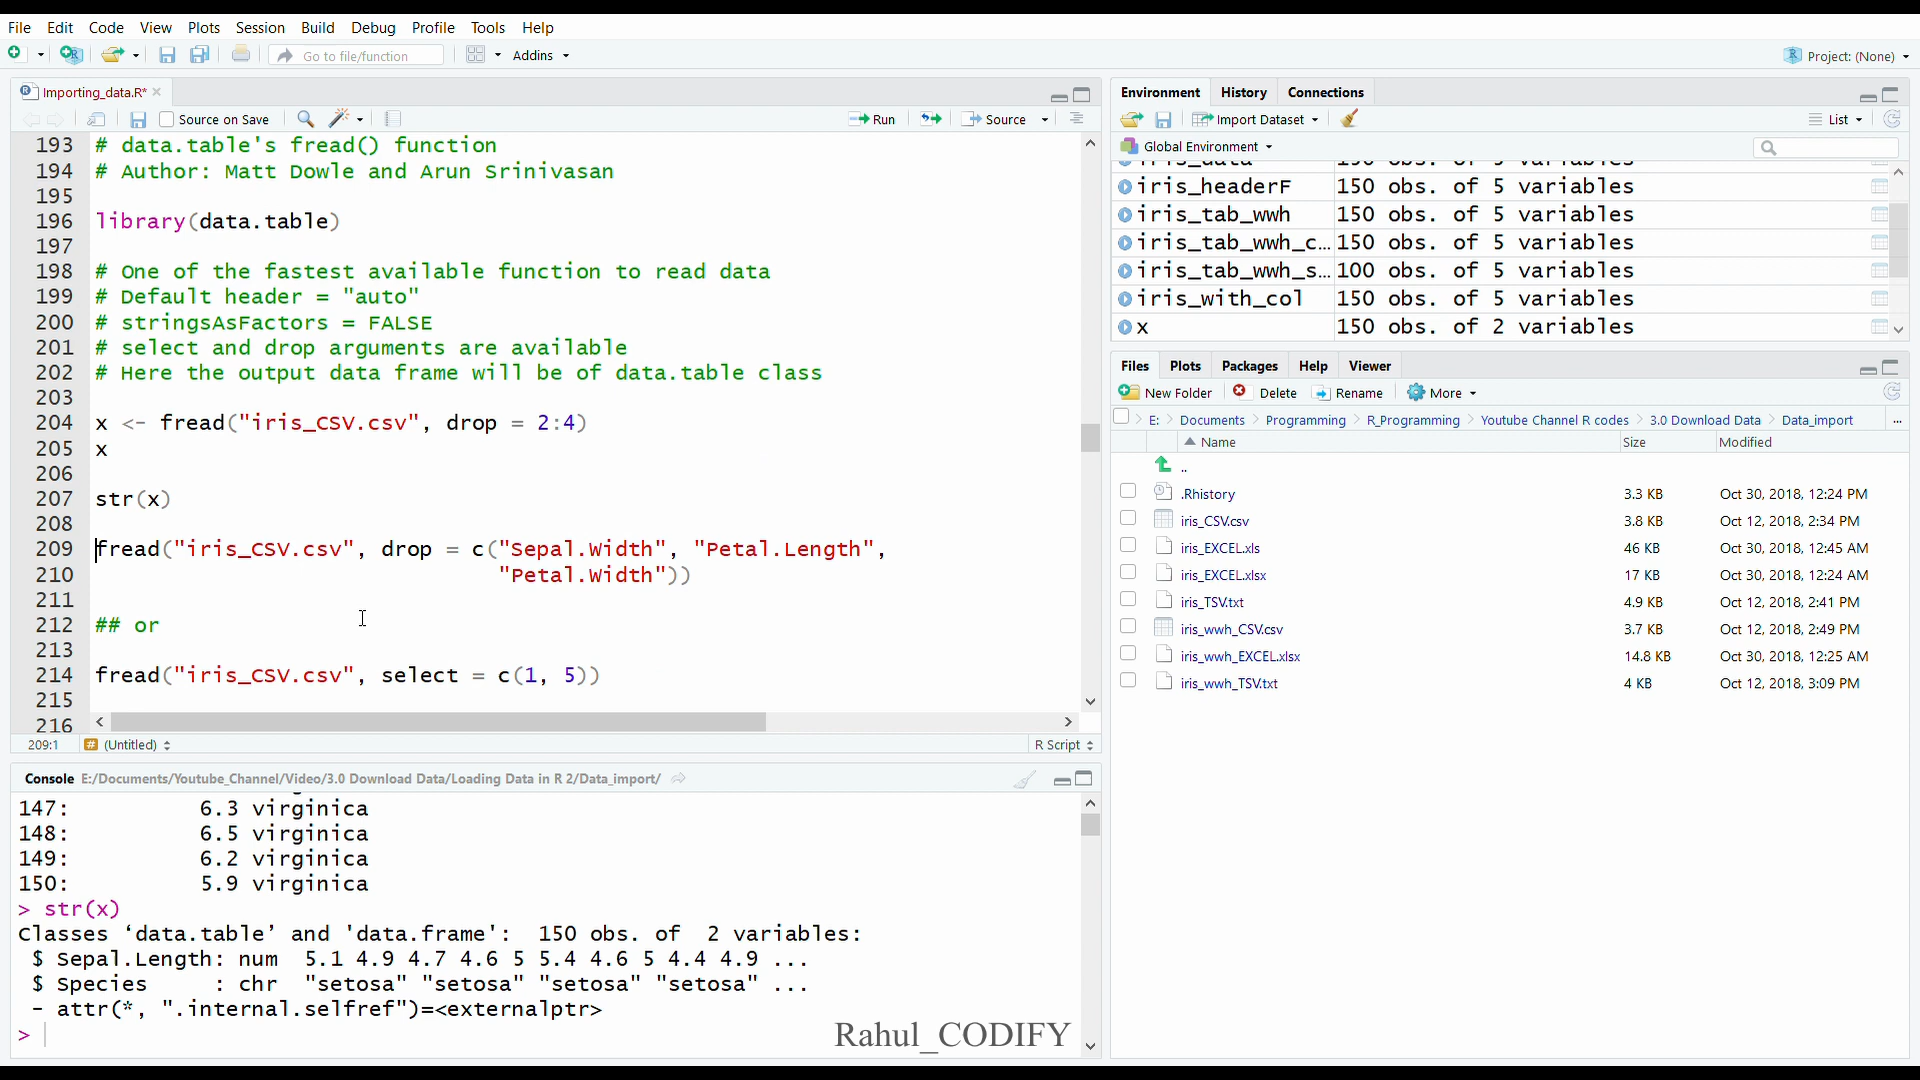 File Edit Code View Plots Session Build Debug Profile Tools Help
Go to file/function Addins Project: (None)
Importing_data.R*
Source on Save Run Source
193 # data.table's fread() function
194 # Author: Matt Dowle and Arun Srinivasan
195
196 library(data.table)
197
198 # One of the fastest available function to read data
199 # Default header = "auto"
200 # stringsAsFactors = FALSE
201 # select and drop arguments are available
202 # Here the output data frame will be of data.table class
203
204 x <- fread("iris_CSV.csv", drop = 2:4)
205 x
206
207 str(x)
208
209 fread("iris_CSV.csv", drop = c("Sepal.Width", "Petal.Length",
210 "Petal.Width"))
211
212 ## or
213
214 fread("iris_CSV.csv", select = c(1, 5))
215
216
209:1 (Untitled) R Script
Console E:/Documents/Youtube_Channel/Video/3.0 Download Data/Loading Data in R 2/Data_import/
147: 6.3 virginica
148: 6.5 virginica
149: 6.2 virginica
150: 5.9 virginica
> str(x)
Classes ‘data.table’ and 'data.frame': 150 obs. of 2 variables:
$ Sepal.Length: num 5.1 4.9 4.7 4.6 5 5.4 4.6 5 4.4 4.9 ...
$ Species : chr "setosa" "setosa" "setosa" "setosa" ...
- attr(*, ".internal.selfref")=<externalptr>
>
Rahul_CODIFY
Environment History Connections
Import Dataset List
Global Environment
iris_data 150 obs. of 5 variables
iris_headerF 150 obs. of 5 variables
iris_tab_wwh 150 obs. of 5 variables
iris_tab_wwh_c... 150 obs. of 5 variables
iris_tab_wwh_s... 100 obs. of 5 variables
iris_with_col 150 obs. of 5 variables
x 150 obs. of 2 variables
Files Plots Packages Help Viewer
New Folder Delete Rename More
E: Documents Programming R_Programming Youtube Channel R codes 3.0 Download Data Data_import ...
Name Size Modified
..
.Rhistory 3.3 KB Oct 30, 2018, 12:24 PM
iris_CSV.csv 3.8 KB Oct 12, 2018, 2:34 PM
iris_EXCEL.xls 46 KB Oct 30, 2018, 12:45 AM
iris_EXCEL.xlsx 17 KB Oct 30, 2018, 12:24 AM
iris_TSV.txt 4.9 KB Oct 12, 2018, 2:41 PM
iris_wwh_CSV.csv 3.7 KB Oct 12, 2018, 2:49 PM
iris_wwh_EXCEL.xlsx 14.8 KB Oct 30, 2018, 12:25 AM
iris_wwh_TSV.txt 4 KB Oct 12, 2018, 3:09 PM